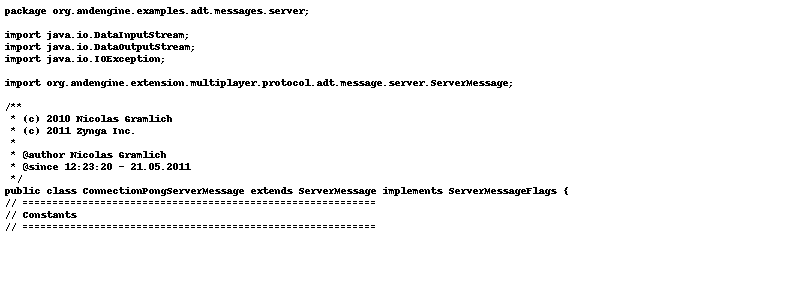 package org.andengine.examples.adt.messages.server;

import java.io.DataInputStream;
import java.io.DataOutputStream;
import java.io.IOException;

import org.andengine.extension.multiplayer.protocol.adt.message.server.ServerMessage;

/**
 * (c) 2010 Nicolas Gramlich
 * (c) 2011 Zynga Inc.
 *
 * @author Nicolas Gramlich
 * @since 12:23:20 - 21.05.2011
 */
public class ConnectionPongServerMessage extends ServerMessage implements ServerMessageFlags {
// ===========================================================
// Constants
// ===========================================================